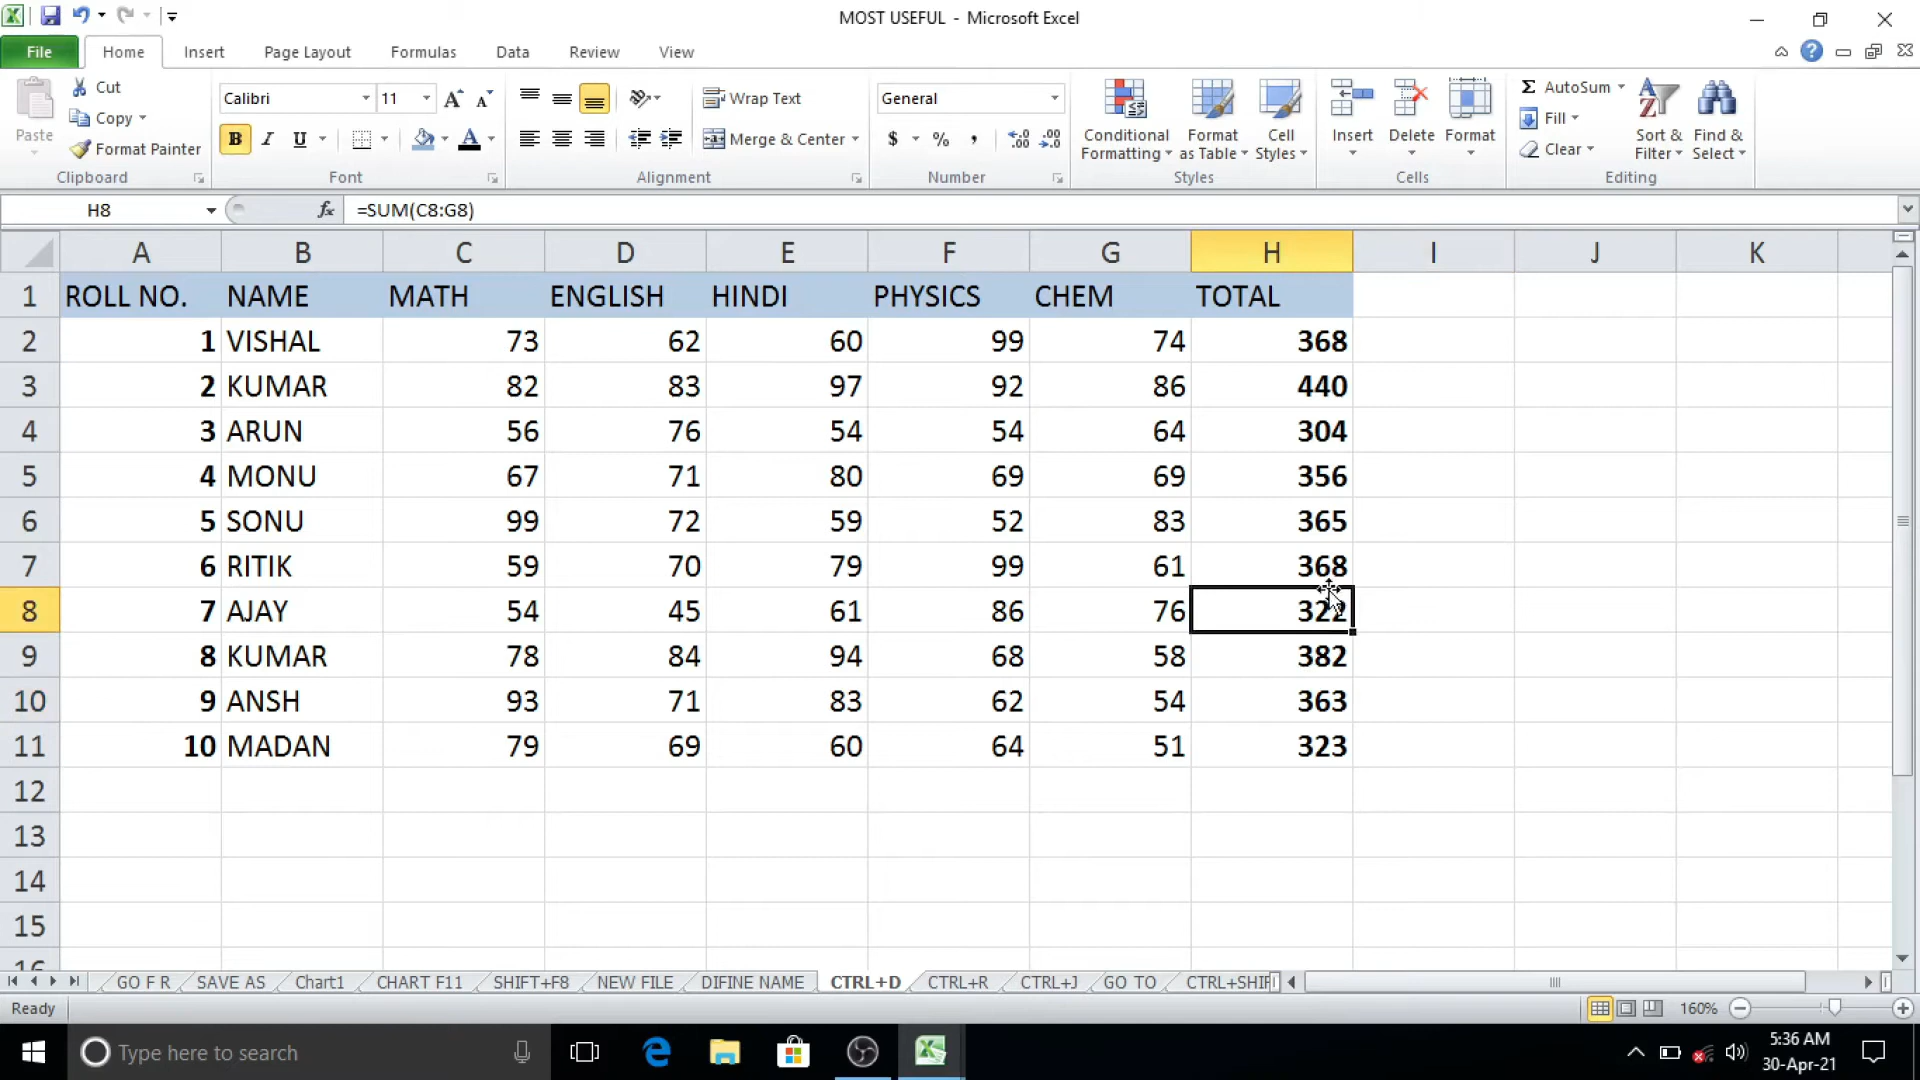 MOST USEFUL - Microsoft Excel
File Home Insert Page Layout Formulas Data Review View
Paste Cut Copy Format Painter Clipboard
Calibri 11 B I U Font
Wrap Text Merge & Center Alignment
General $ % , .0 .00 .00 .0 Number
Conditional Formatting Format as Table Cell Styles Styles
Insert Delete Format Cells
Σ AutoSum Fill Clear Sort & Filter Find & Select Editing
H8 fx =SUM(C8:G8)
A B C D E F G H I J K
1 ROLL NO. NAME MATH ENGLISH HINDI PHYSICS CHEM TOTAL
2 1 VISHAL 73 62 60 99 74 368
3 2 KUMAR 82 83 97 92 86 440
4 3 ARUN 56 76 54 54 64 304
5 4 MONU 67 71 80 69 69 356
6 5 SONU 99 72 59 52 83 365
7 6 RITIK 59 70 79 99 61 368
8 7 AJAY 54 45 61 86 76 322
9 8 KUMAR 78 84 94 68 58 382
10 9 ANSH 93 71 83 62 54 363
11 10 MADAN 79 69 60 64 51 323
12
13
14
15
16
GO F R SAVE AS Chart1 CHART F11 SHIFT+F8 NEW FILE DIFINE NAME CTRL+D CTRL+R CTRL+J GO TO CTRL+SHIF
Ready 160%
Type here to search 5:36 AM
30-Apr-21